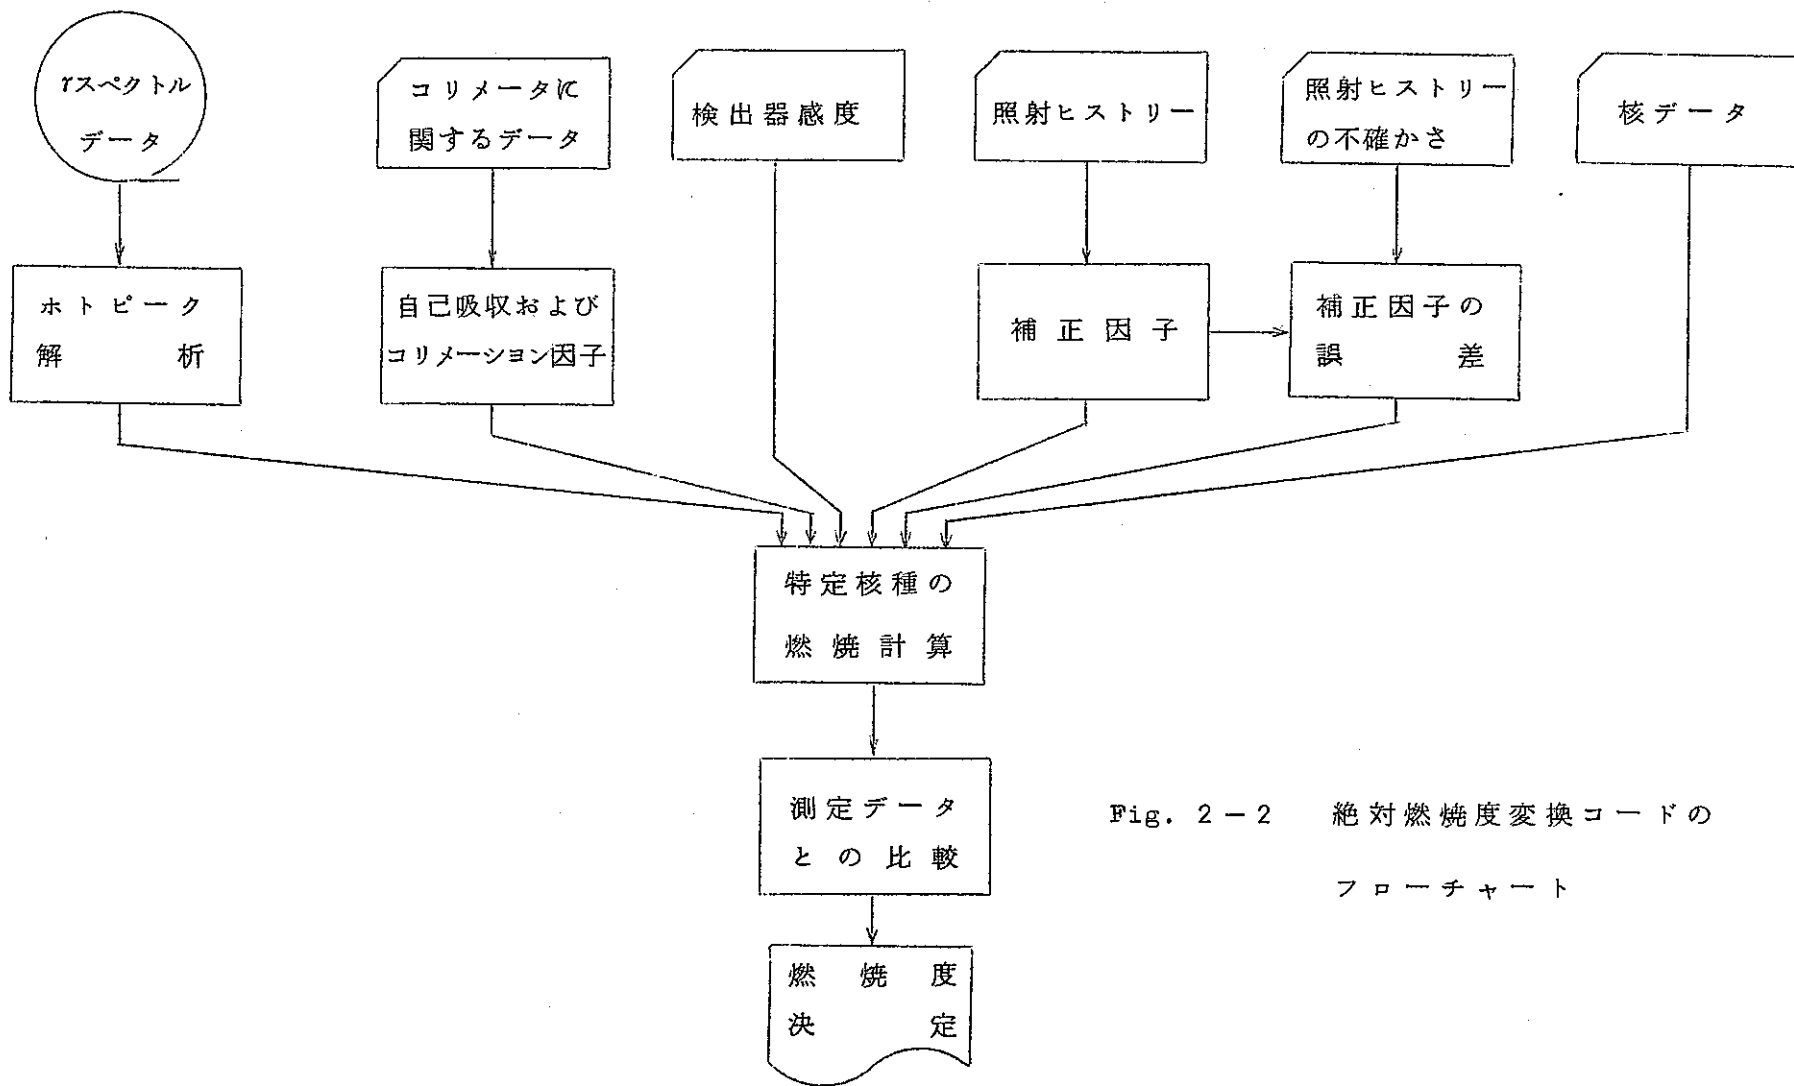 γスペクトル
データ
コリメータに
関するデータ
検出器感度
照射ヒストリー
照射ヒストリー
の不確かさ
核データ
ホトピーク
解析
自己吸収および
コリメーション因子
補正因子
補正因子の
誤差
特定核種の
燃焼計算
測定データ
との比較
燃焼度
決定
Fig. 2-2 絶対燃焼度変換コードの
フローチャート